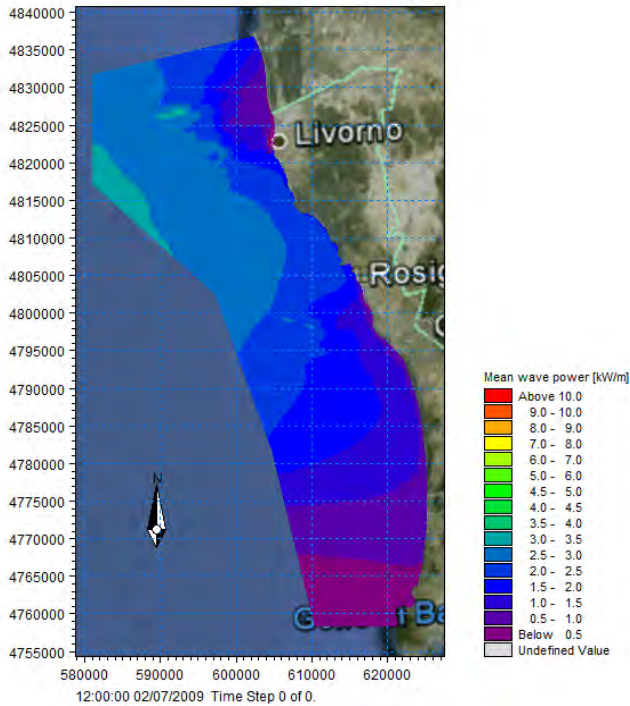 4840000
4835000
4830000
4825000
4820000
4815000
4810000
4805000
4800000
4795000
4790000
4785000
4780000
4775000
4770000
4765000
4760000
4755000
Livorno
Rosig
N
580000 590000 600000 610000 620000
12:00:00 02/07/2009 Time Step 0 of 0.
Mean wave power [kW/m]
Above 10.0
9.0 - 10.0
8.0 - 9.0
7.0 - 8.0
6.0 - 7.0
5.0 - 6.0
4.5 - 5.0
4.0 - 4.5
3.5 - 4.0
3.0 - 3.5
2.5 - 3.0
2.0 - 2.5
1.5 - 2.0
1.0 - 1.5
0.5 - 1.0
Below 0.5
Undefined Value